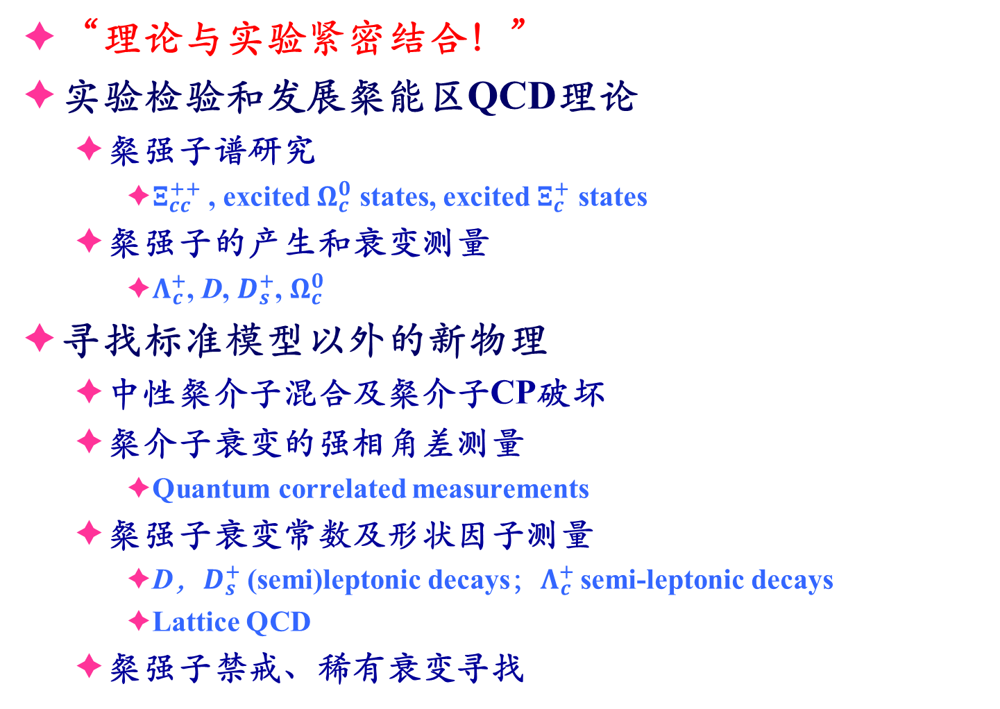 “理论与实验紧密结合！”
实验检验和发展粲能区QCD理论
粲强子谱研究
Ξ_{cc}^{++} , excited Ω_c^0 states, excited Ξ_c^+ states
粲强子的产生和衰变测量
Λ_c^+, D, D_s^+, Ω_c^0
寻找标准模型以外的新物理
中性粲介子混合及粲介子CP破坏
粲介子衰变的强相角差测量
Quantum correlated measurements
粲强子衰变常数及形状因子测量
D， D_s^+ (semi)leptonic decays； Λ_c^+ semi-leptonic decays
Lattice QCD
粲强子禁戒、稀有衰变寻找